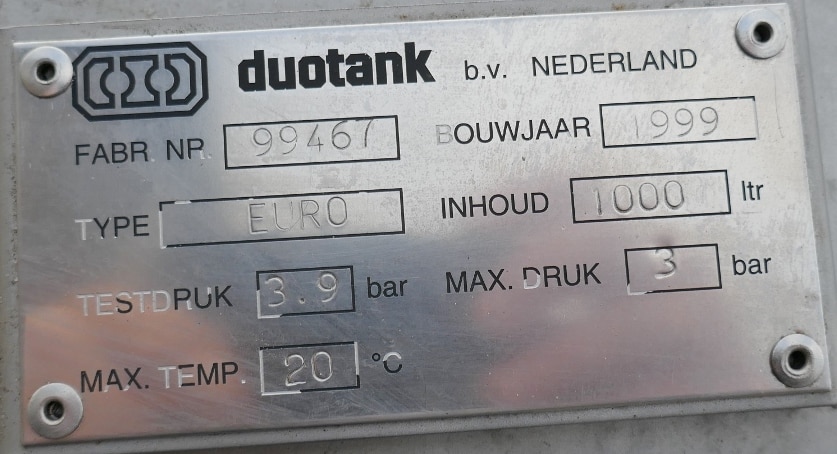 duotank b.v. NEDERLAND
FABR. NR. 99467 BOUWJAAR 1999
TYPE EURO INHOUD 1000 ltr
TESTDRUK 3.9 bar MAX. DRUK 3 bar
MAX. TEMP. 20 °C